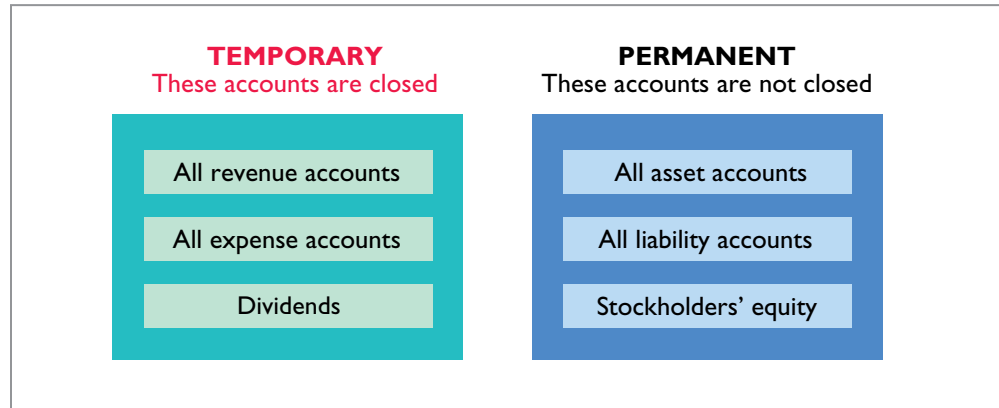 TEMPORARY
These accounts are closed
All revenue accounts
All expense accounts
Dividends
PERMANENT
These accounts are not closed
All asset accounts
All liability accounts
Stockholders’ equity